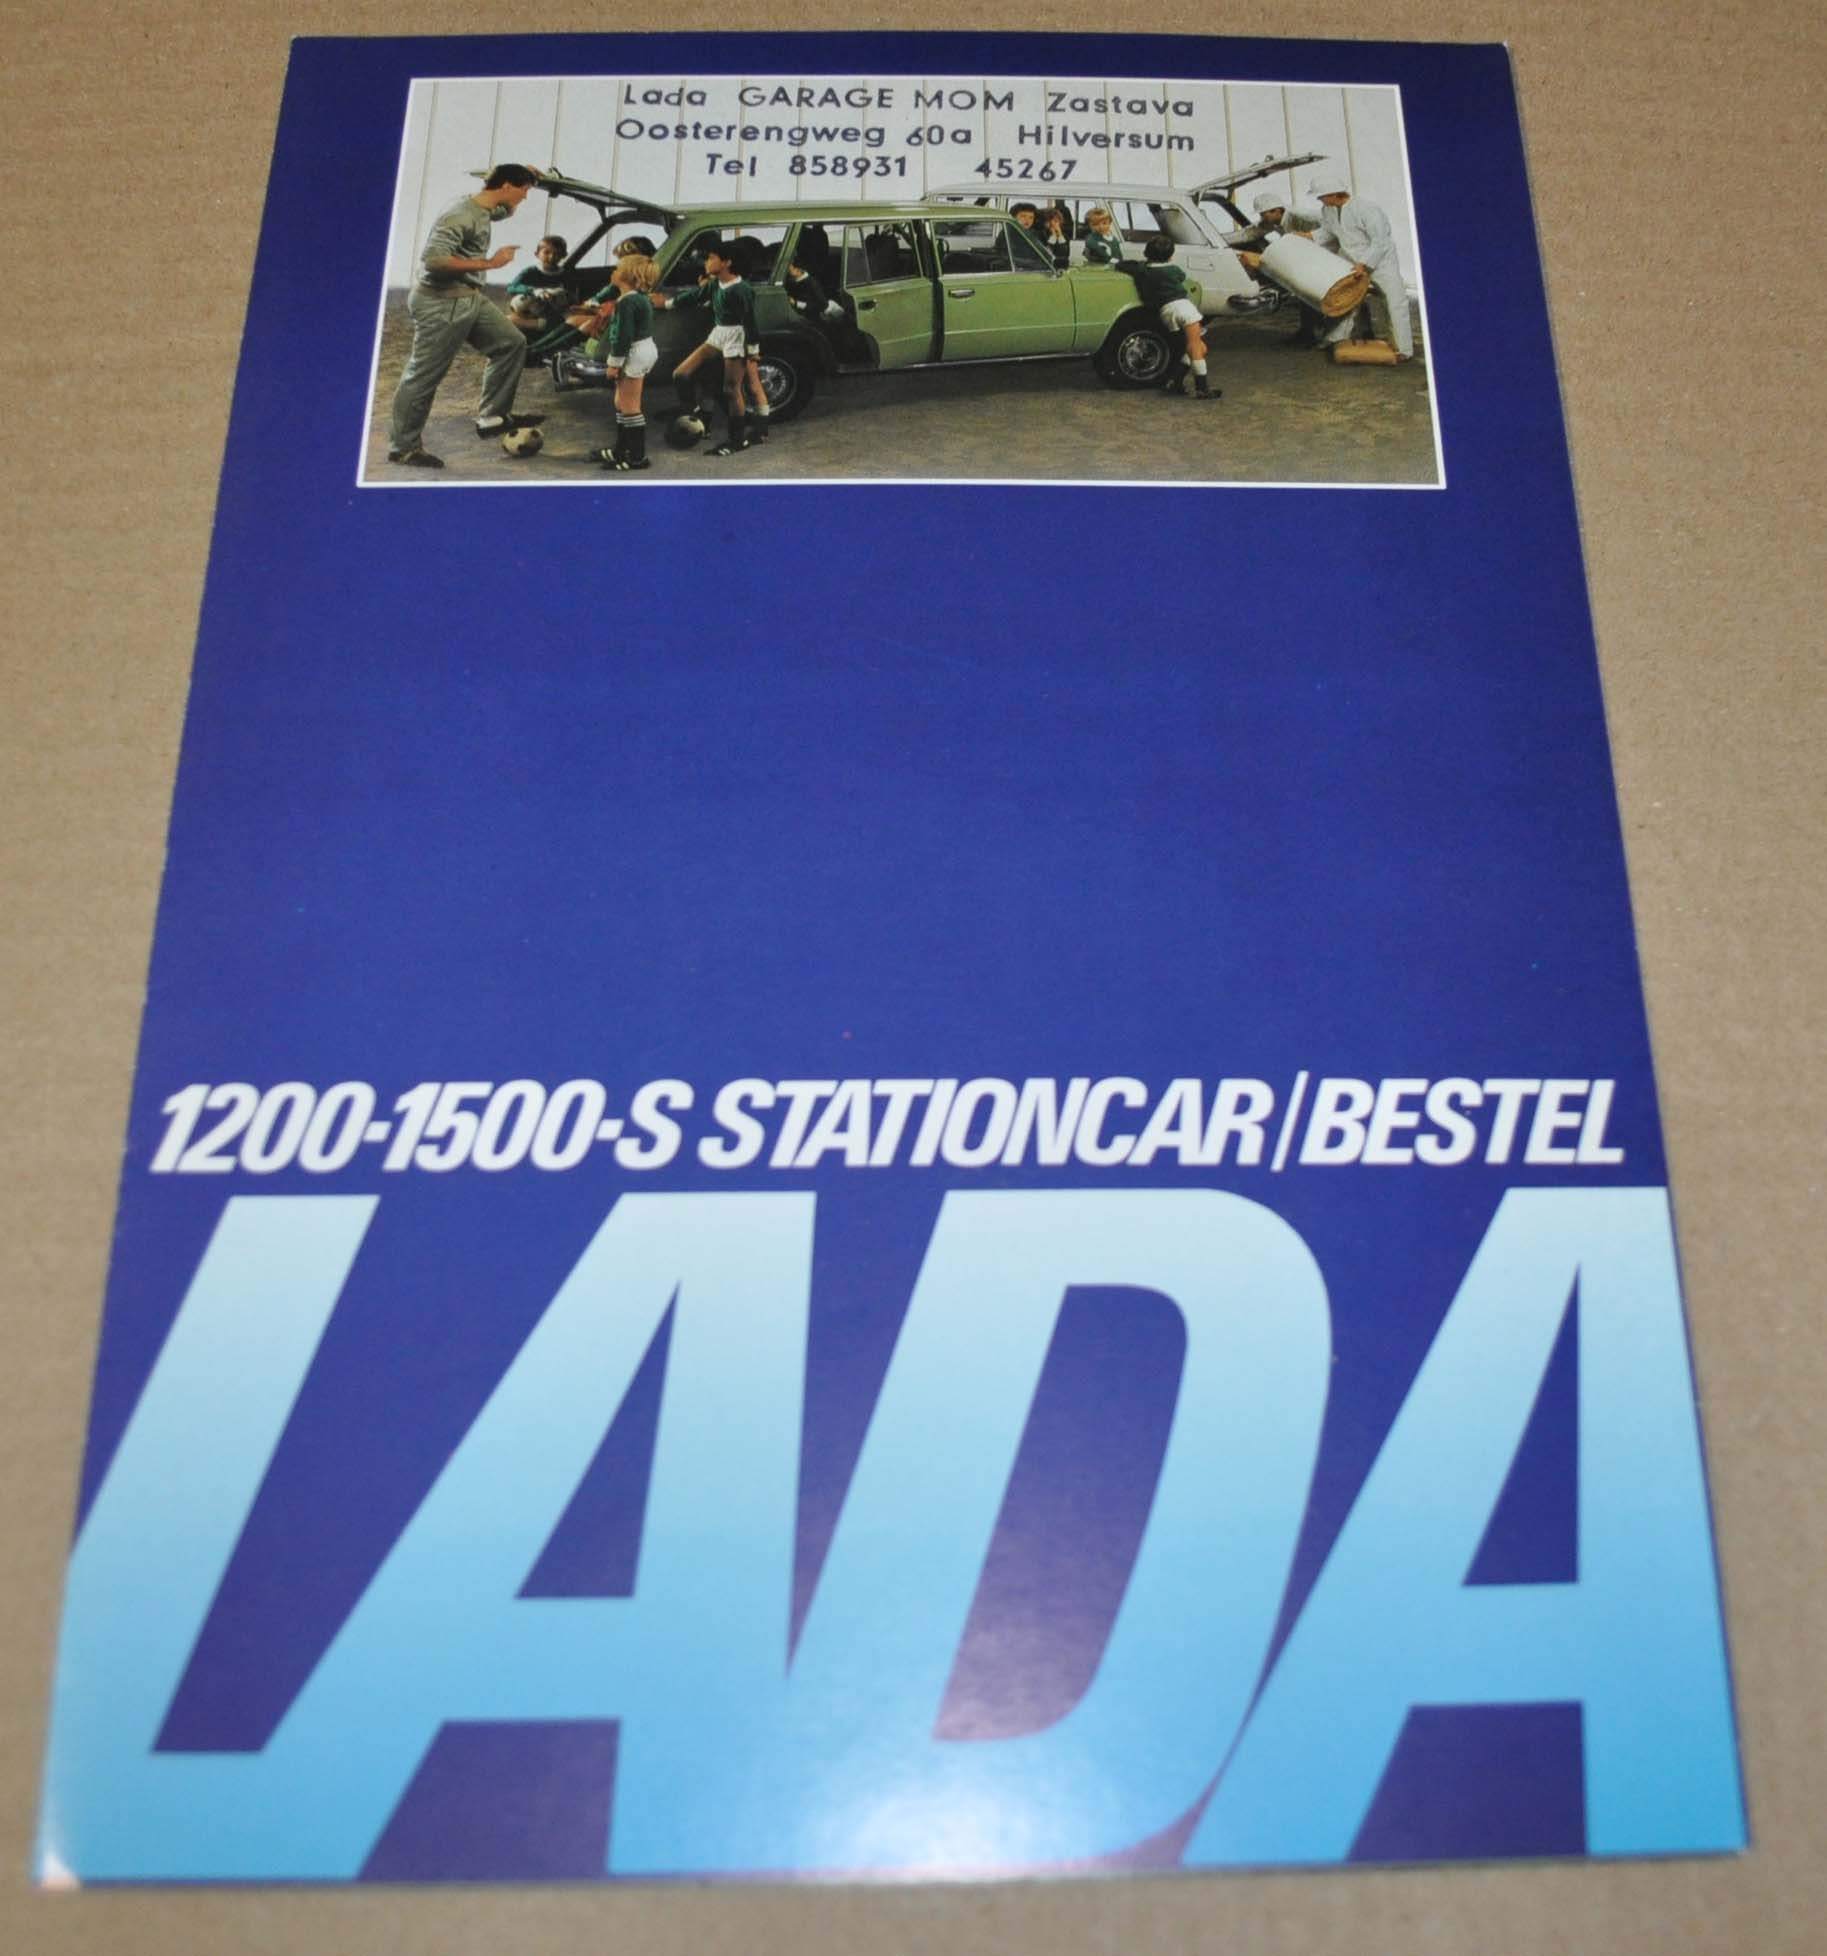 Lada GARAGE MOM Zastava
Oosterengweg 60a Hilversum
Tel 858931 45267
1200-1500-S STATIONCAR/BESTEL
LADA